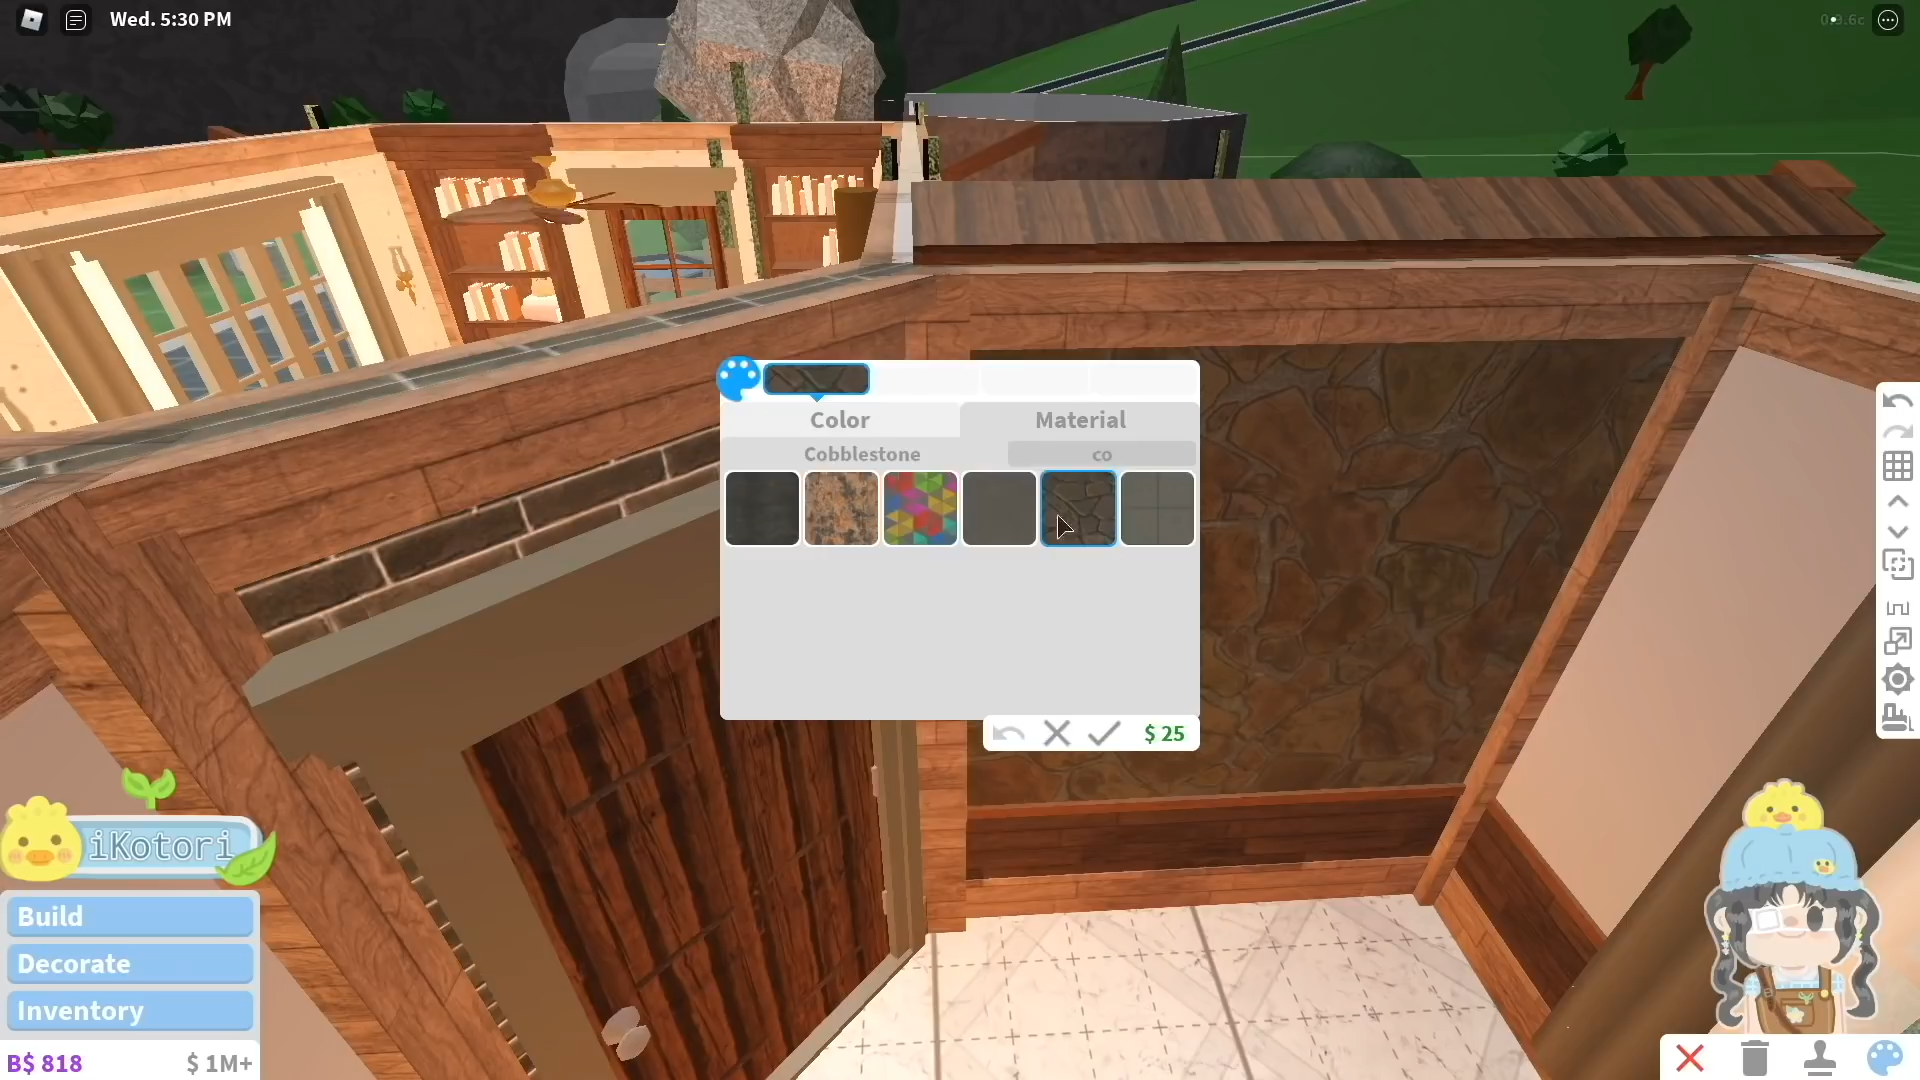 Wed. 5:30 PM
Color
Material
Cobblestone
co
$ 25
iKotori
Build
Decorate
Inventory
B$ 818
$ 1M+